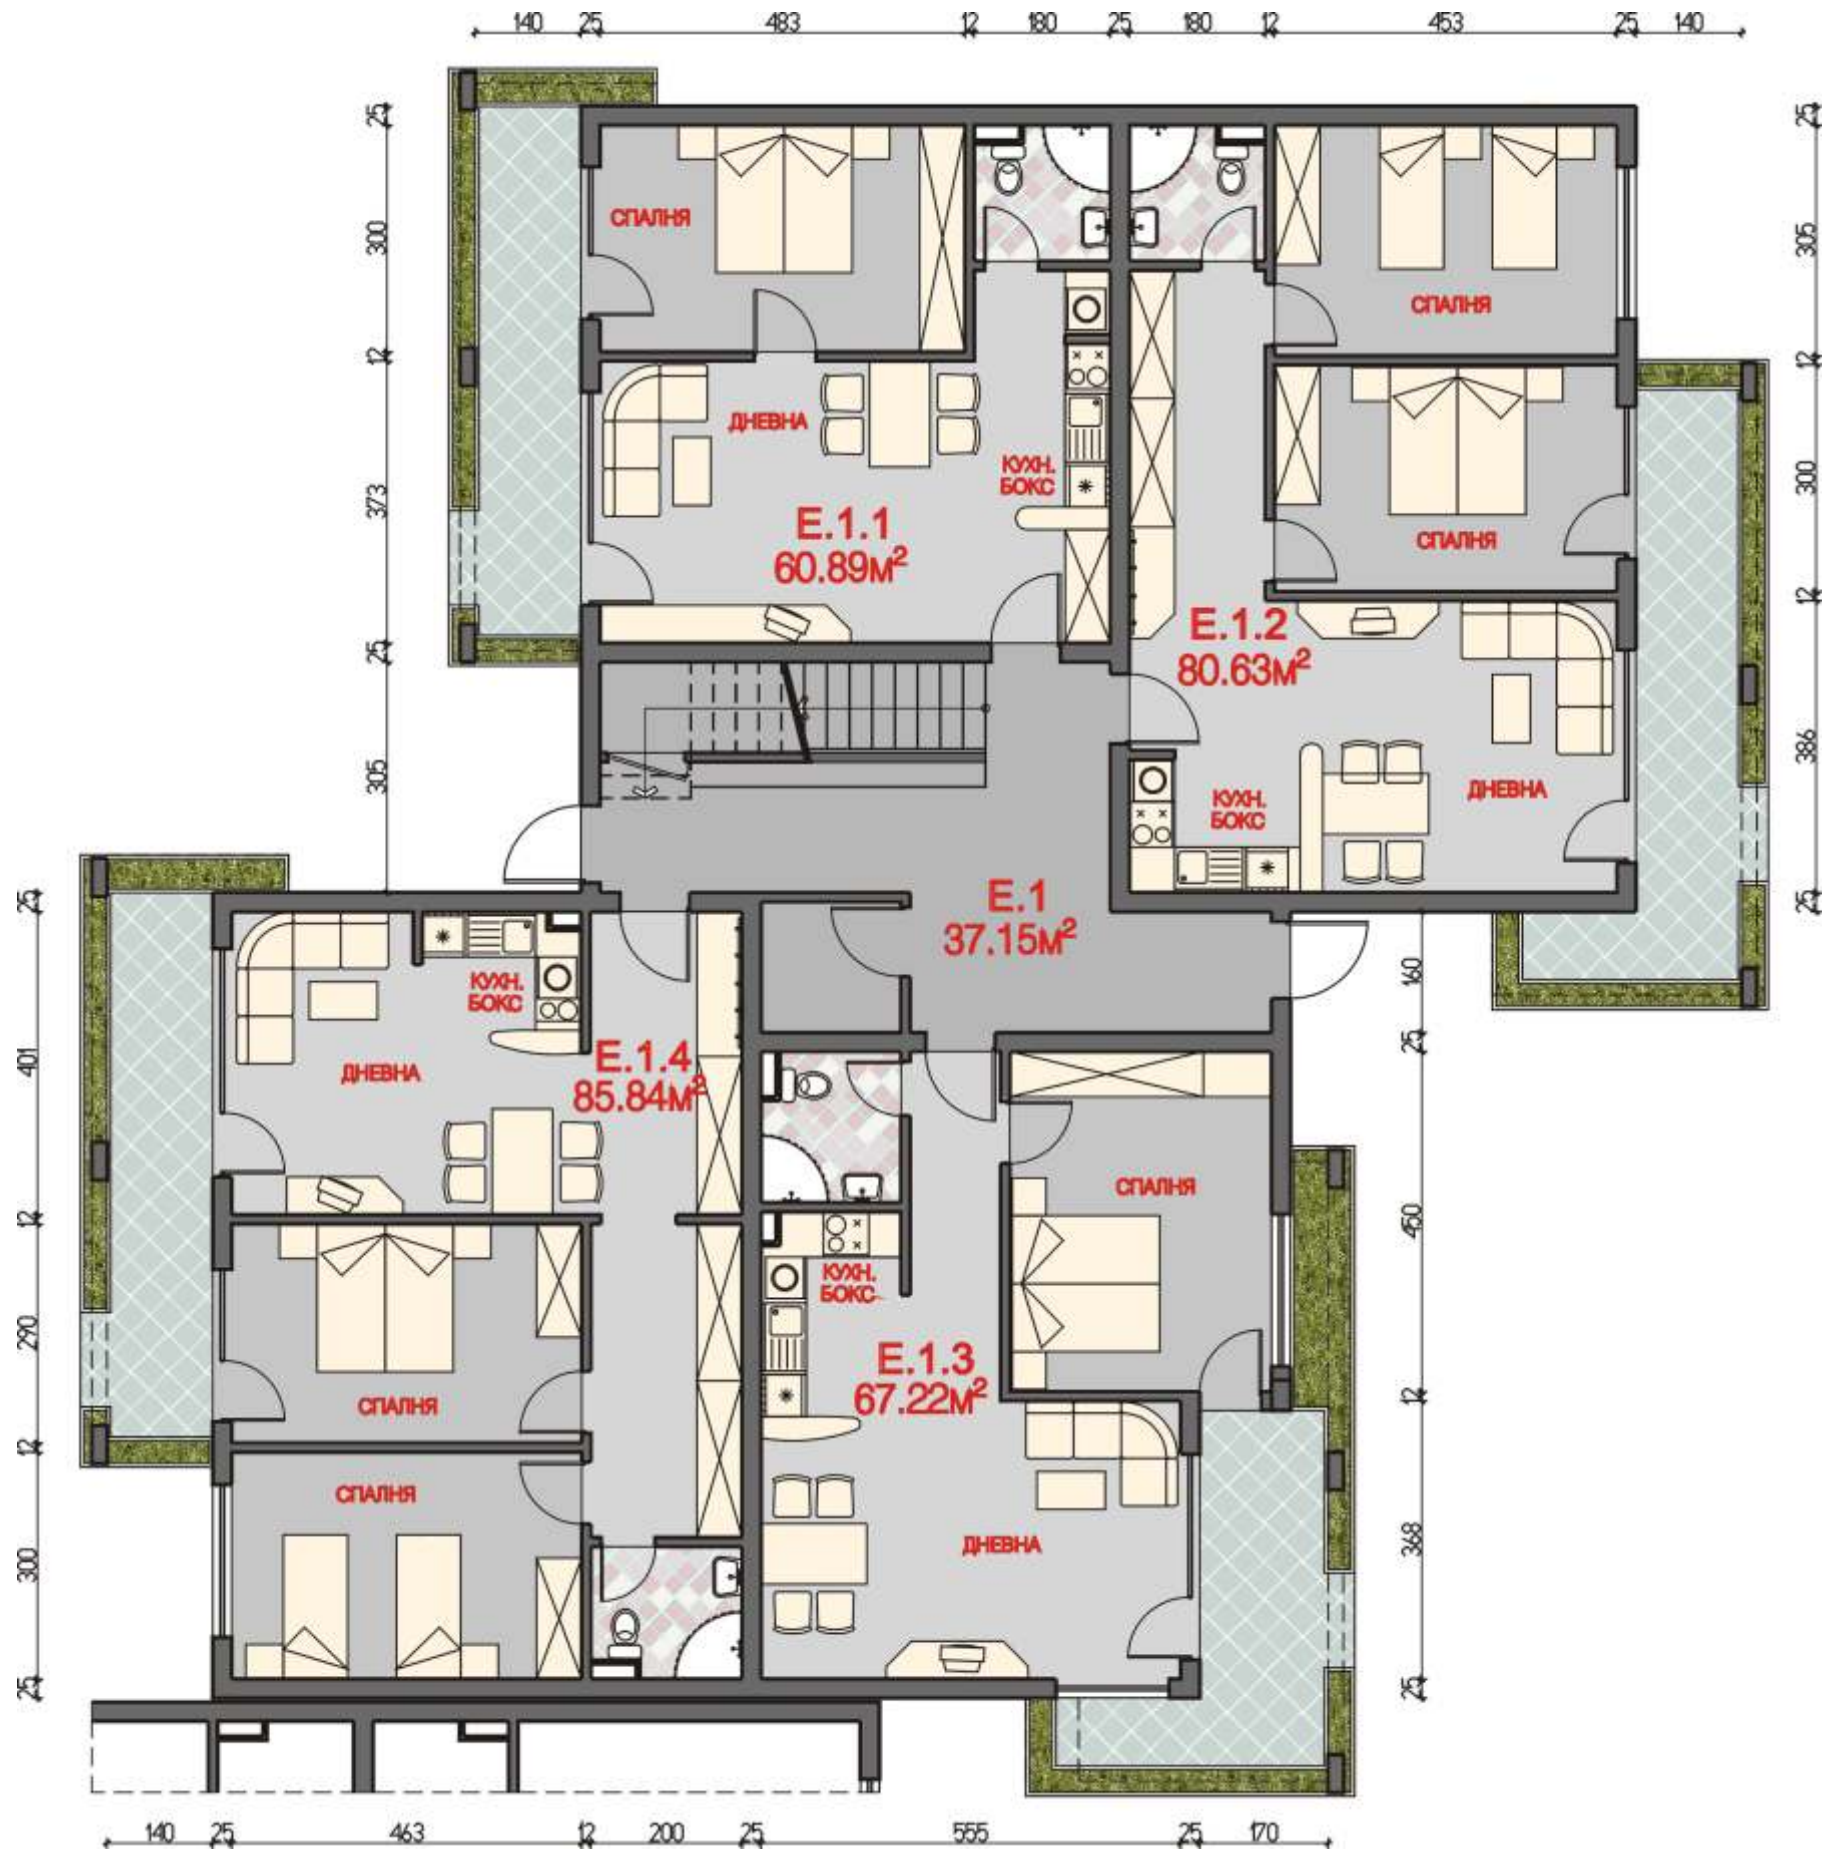 140 25 483 12 180 25 180 12 453 25 140
25
300
12
373
25
305
25
305
12
300
12
386
25
СПАЛНЯ
СПАЛНЯ
ДНЕВНА
КУХН.
БОКС
Е.1.1
60.89м²
СПАЛНЯ
Е.1.2
80.63м²
КУХН.
БОКС
ДНЕВНА
Е.1
37.15м²
25
401
12
290
12
300
25
КУХН.
БОКС
ДНЕВНА
Е.1.4
85.84м²
СПАЛНЯ
СПАЛНЯ
СПАЛНЯ
КУХН.
БОКС
Е.1.3
67.22м²
ДНЕВНА
160
25
450
12
368
25
140 25 463 12 200 25 555 25 170